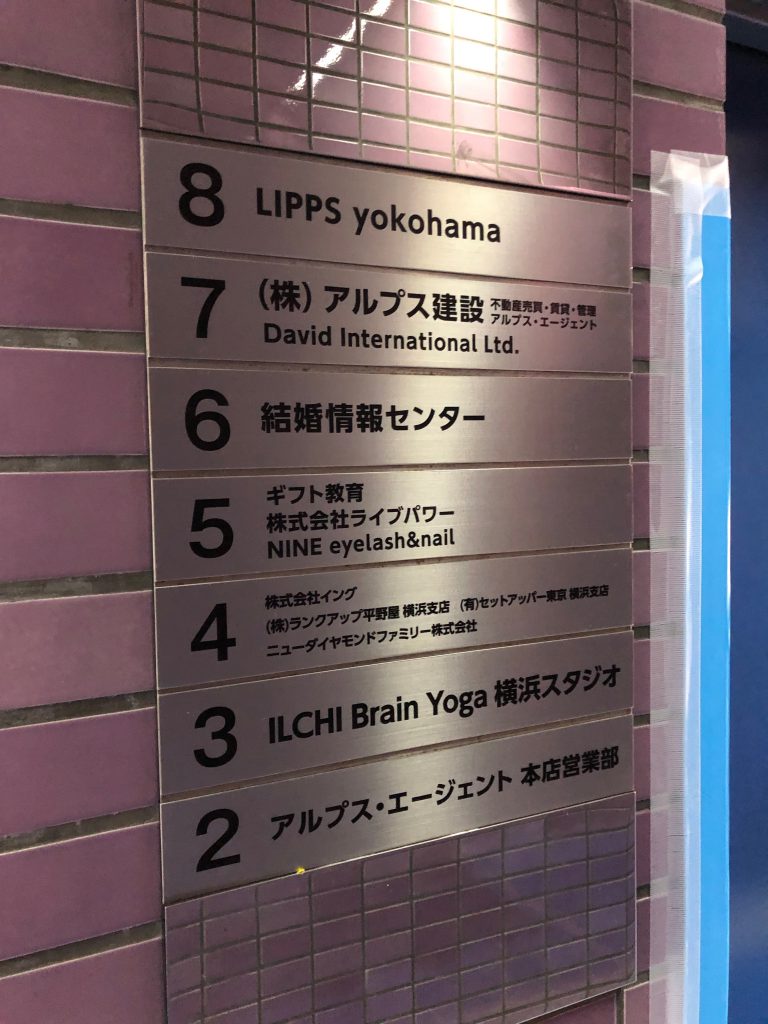 8 LIPPS yokohama
7 (株) アルプス建設 不動産売買・賃貸・管理
アルプス・エージェント
David International Ltd.
6 結婚情報センター
5 ギフト教育
株式会社ライブパワー
NINE eyelash&nail
4 株式会社イング
(株)ランクアップ平野屋 横浜支店 (有)セットアッパー東京 横浜支店
ニューダイヤモンドファミリー株式会社
3 ILCHI Brain Yoga 横浜スタジオ
2 アルプス・エージェント 本店営業部